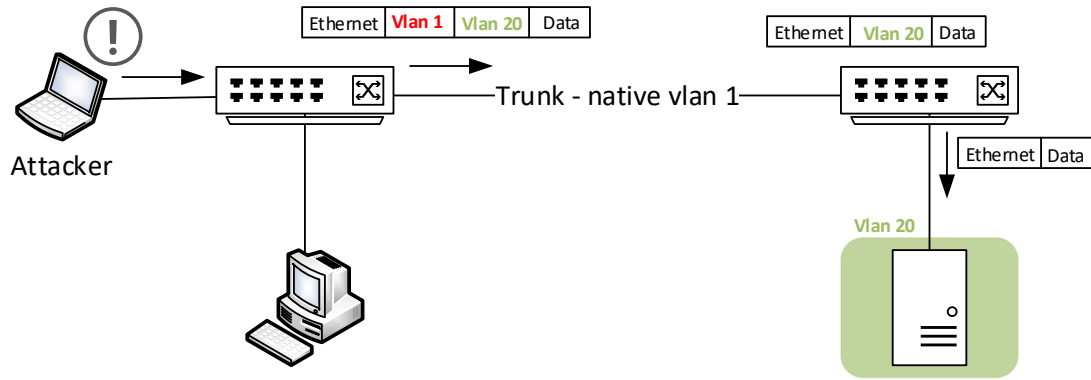 Ethernet Vlan 1 Vlan 20 Data
Ethernet Vlan 20 Data
!
Trunk - native vlan 1
Attacker
Ethernet Data
Vlan 20